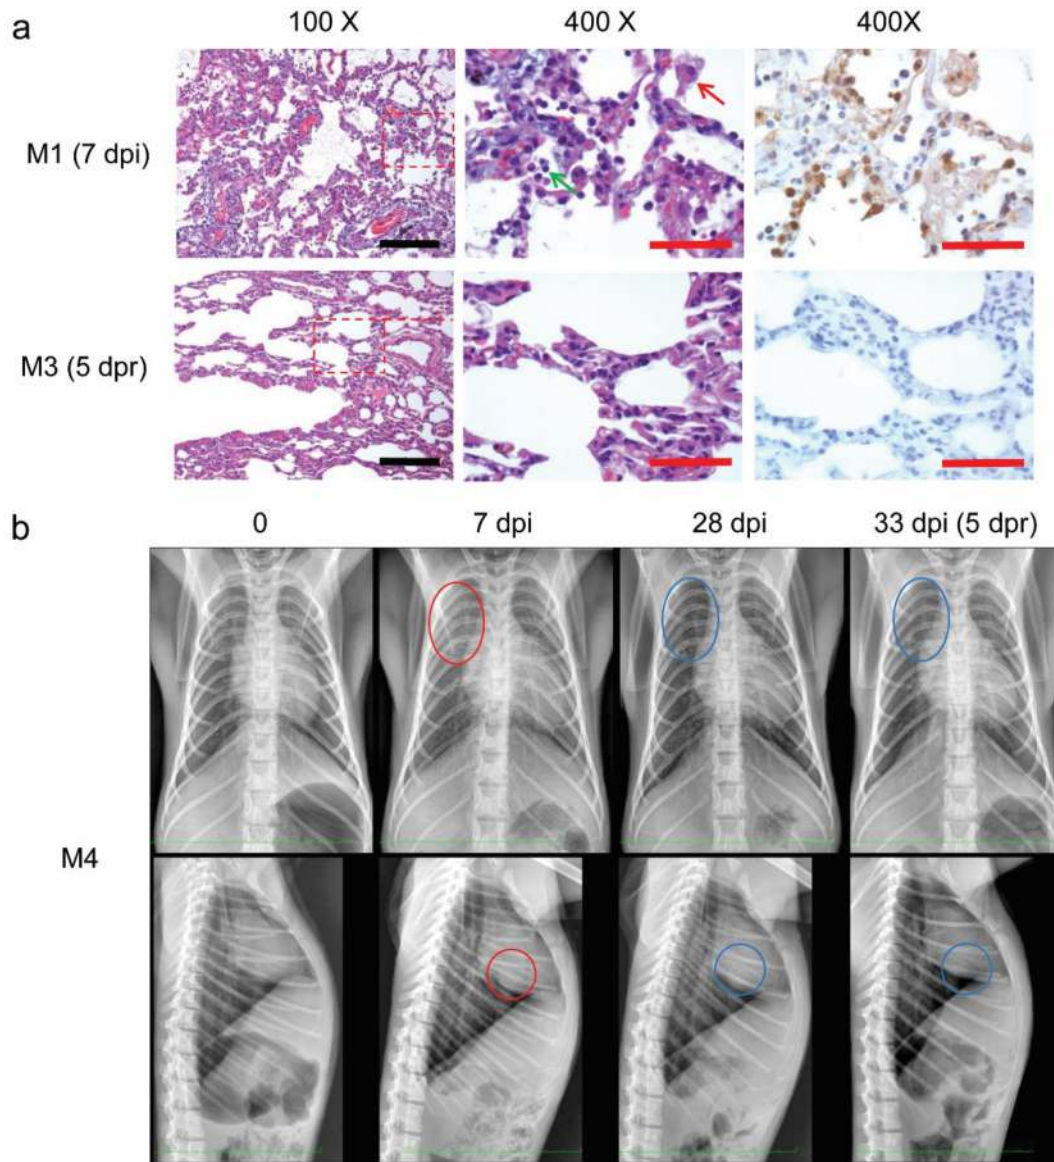 a
100 X 400 X 400X
M1 (7 dpi)
M3 (5 dpr)
b
0 7 dpi 28 dpi 33 dpi (5 dpr)
M4